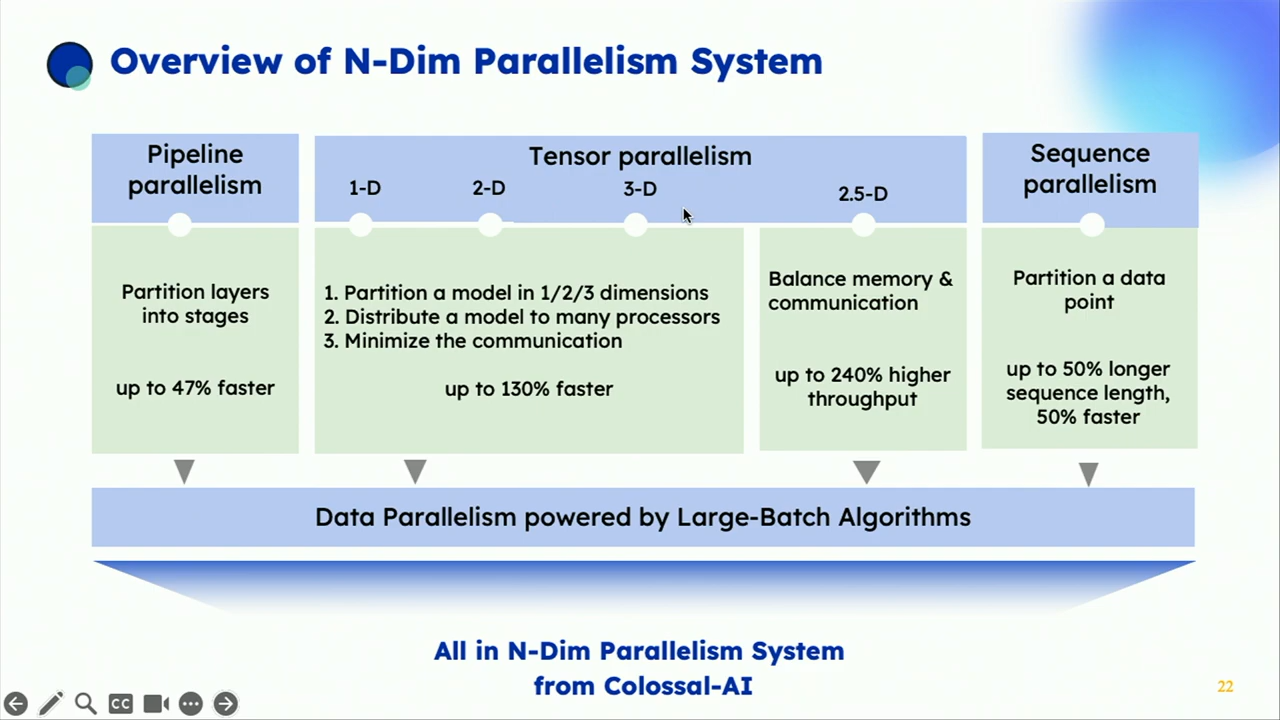 Overview of N-Dim Parallelism System
Pipeline
parallelism
Tensor parallelism
1-D
2-D
3-D
2.5-D
Sequence
parallelism
Partition layers
into stages
up to 47% faster
1. Partition a model in 1/2/3 dimensions
2. Distribute a model to many processors
3. Minimize the communication
up to 130% faster
Balance memory &
communication
up to 240% higher
throughput
Partition a data
point
up to 50% longer
sequence length,
50% faster
Data Parallelism powered by Large-Batch Algorithms
All in N-Dim Parallelism System
from Colossal-AI
CC
22